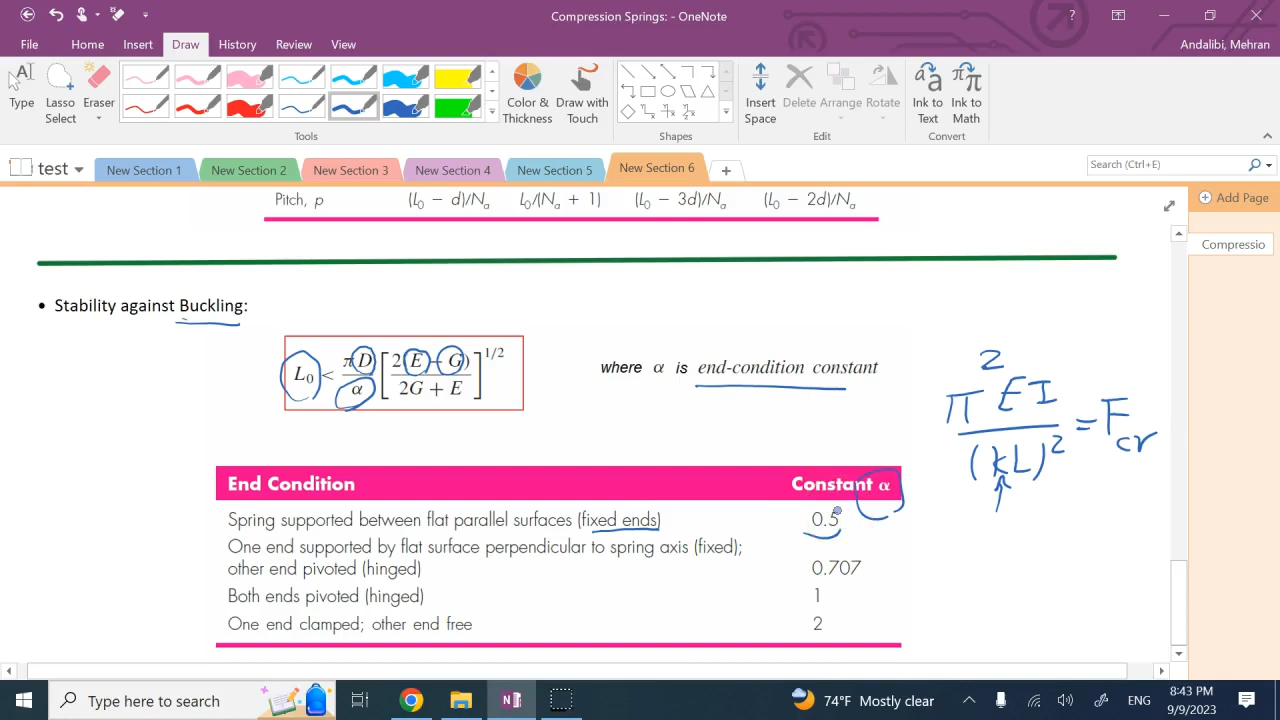 Compression Springs: - OneNote
?
File Home Insert Draw History Review View
Andalibi, Mehran
Type
Lasso Select
Eraser
Color & Thickness
Draw with Touch
Insert Space
Delete Arrange Rotate
Ink to Text
Ink to Math
Tools Shapes Edit Convert
test New Section 1 New Section 2 New Section 3 New Section 4 New Section 5 New Section 6
Search (Ctrl+E)
Add Page
Compressio
Pitch, p (L₀ − d)/Nₐ L₀/(Nₐ + 1) (L₀ − 3d)/Nₐ (L₀ − 2d)/Nₐ
• Stability against Buckling:
L₀ < πD/α [2(E − G)/2G + E]^1/2
where α is end-condition constant
π² EI / (kL)² = Fcr
End Condition Constant α
Spring supported between flat parallel surfaces (fixed ends) 0.5
One end supported by flat surface perpendicular to spring axis (fixed);
other end pivoted (hinged) 0.707
Both ends pivoted (hinged) 1
One end clamped; other end free 2
Type here to search
74°F Mostly clear
ENG
8:43 PM
9/9/2023